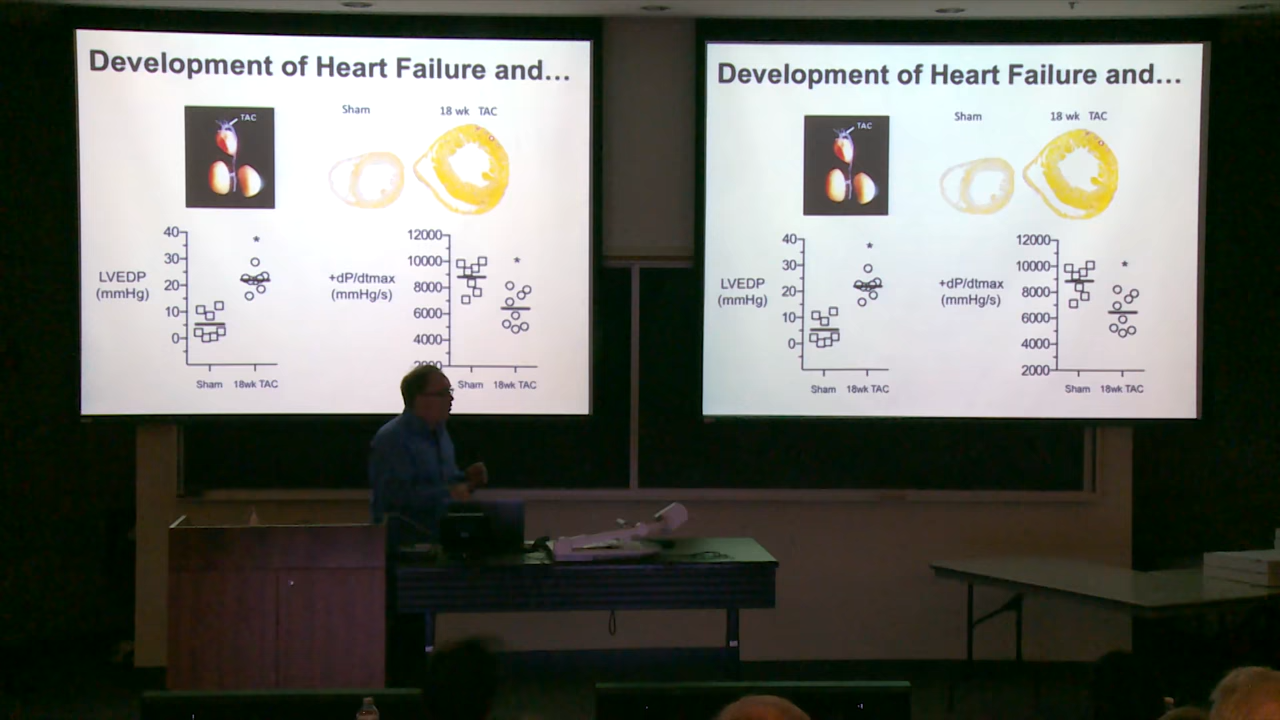 Development of Heart Failure and...
TAC
Sham
18 wk TAC
40
30
20
10
0
LVEDP
(mmHg)
*
Sham
18wk TAC
12000
10000
8000
6000
4000
2000
+dP/dtmax
(mmHg/s)
*
Sham
18wk TAC
Development of Heart Failure and...
TAC
Sham
18 wk TAC
40
30
20
10
0
LVEDP
(mmHg)
*
Sham
18wk TAC
12000
10000
8000
6000
4000
2000
+dP/dtmax
(mmHg/s)
*
Sham
18wk TAC